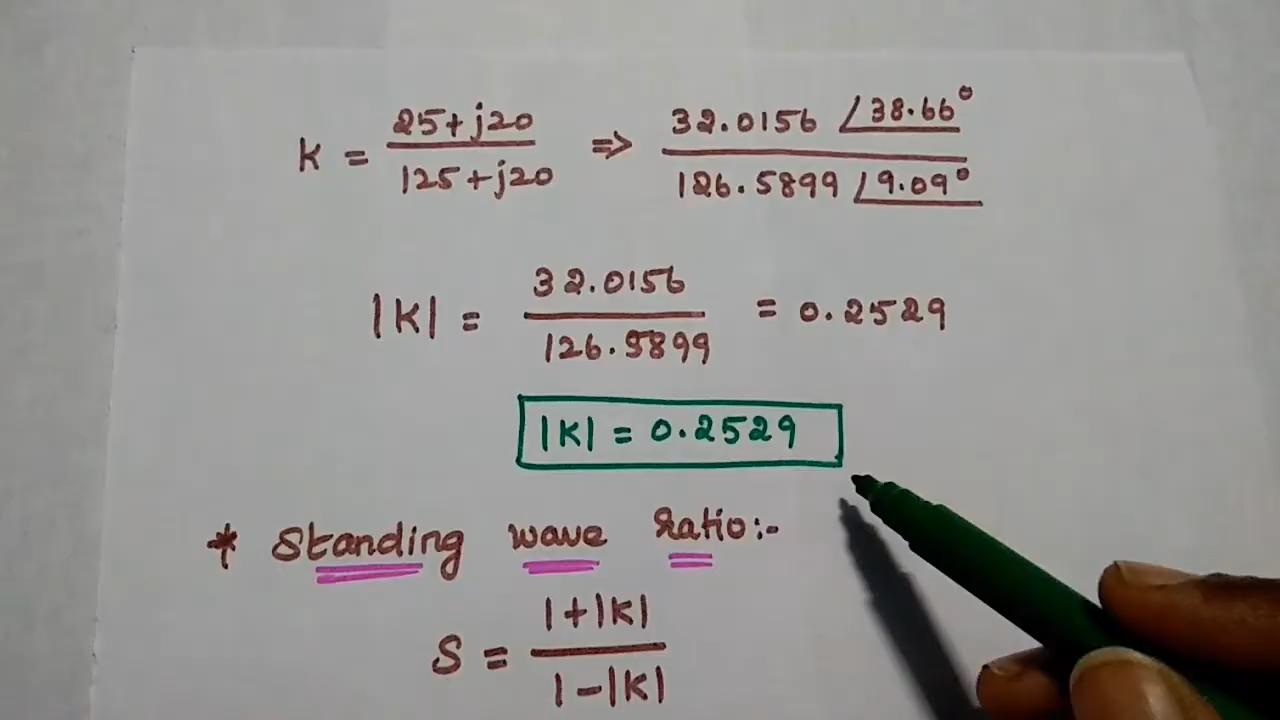 K = 25+j20 / 125+j20 => 32.0156 ∠38.66° / 126.5899 ∠9.09°
|K| = 32.0156 / 126.5899 = 0.2529
|K| = 0.2529
* Standing wave ratio:-
S = 1+|K| / 1-|K|